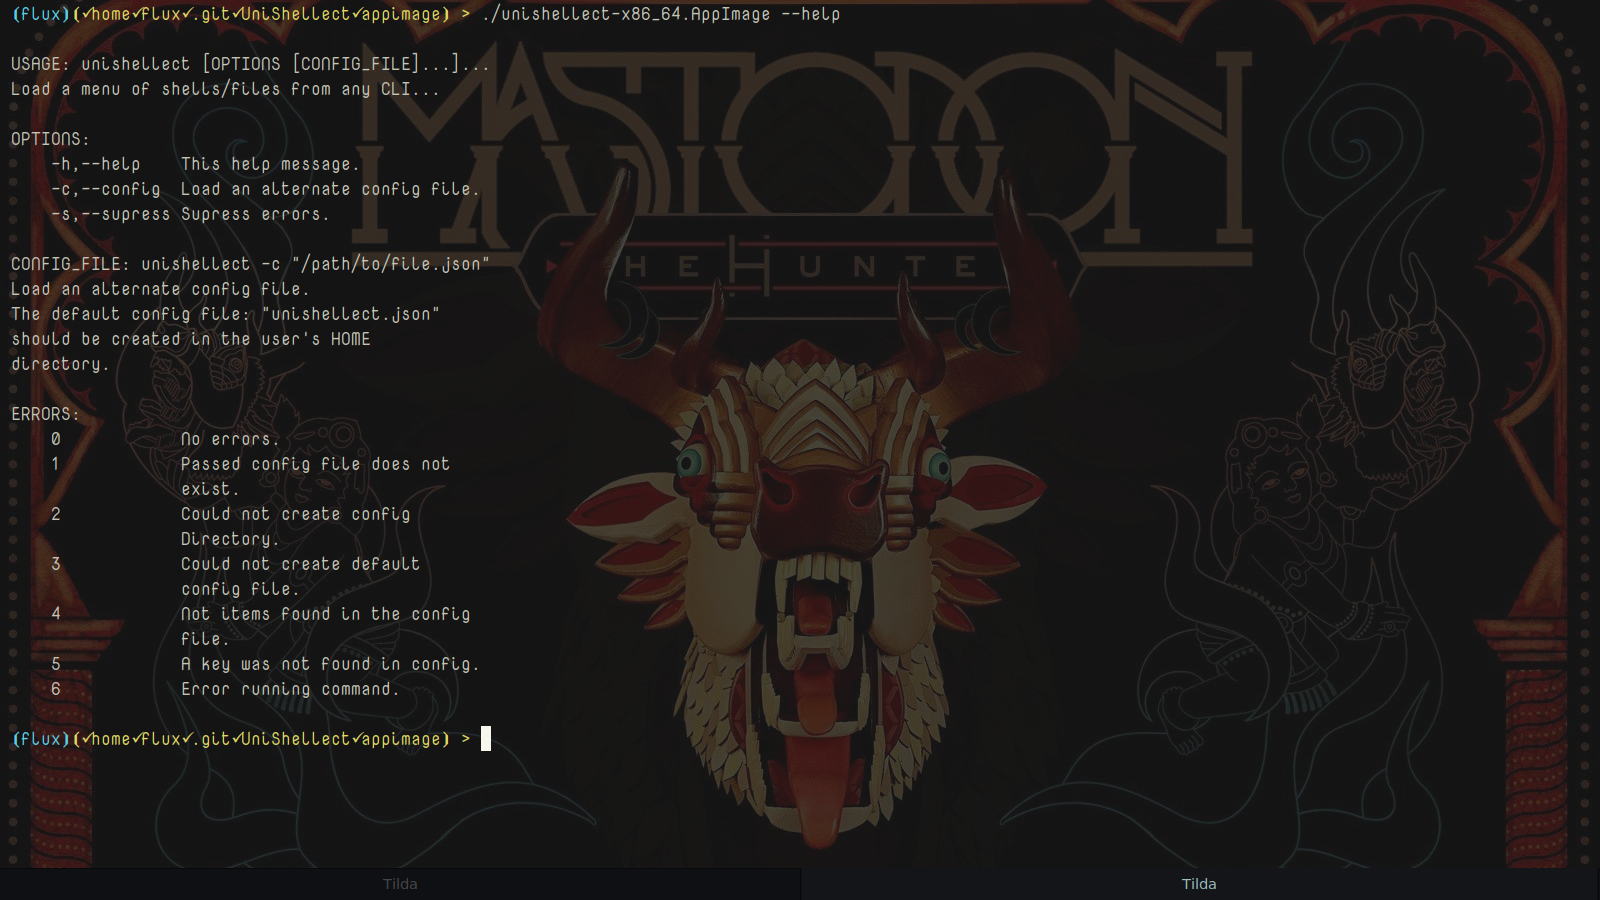 (flux)(✓home✓flux✓.git✓UniShellect✓appimage) > ./unishellect-x86_64.AppImage --help
USAGE: unishellect [OPTIONS [CONFIG_FILE]...]...
Load a menu of shells/files from any CLI...
OPTIONS:
-h,--help    This help message.
-c,--config  Load an alternate config file.
-s,--supress Supress errors.
CONFIG_FILE: unishellect -c "/path/to/file.json"
Load an alternate config file.
The default config file: "unishellect.json"
should be created in the user's HOME
directory.
ERRORS:
0            No errors.
1            Passed config file does not
exist.
2            Could not create config
Directory.
3            Could not create default
config file.
4            Not items found in the config
file.
5            A key was not found in config.
6            Error running command.
(flux)(✓home✓flux✓.git✓UniShellect✓appimage) >
MASTODON
THE HUNTER
Tilda
Tilda